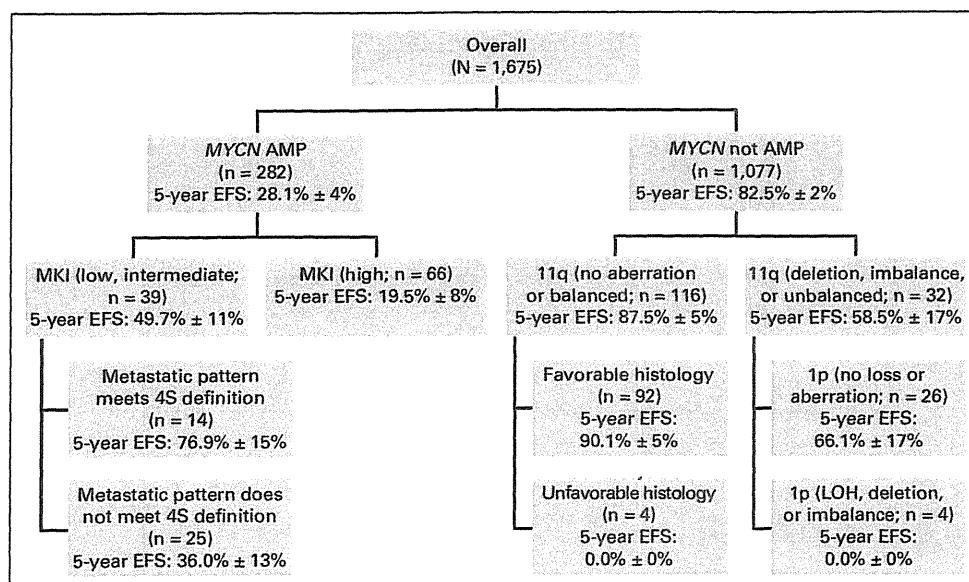 Overall
(N = 1,675)
MYCN AMP
(n = 282)
5-year EFS: 28.1% ± 4%
MYCN not AMP
(n = 1,077)
5-year EFS: 82.5% ± 2%
MKI (low, intermediate;
n = 39)
5-year EFS: 49.7% ± 11%
MKI (high; n = 66)
5-year EFS: 19.5% ± 8%
11q (no aberration
or balanced; n = 116)
5-year EFS: 87.5% ± 5%
11q (deletion, imbalance,
or unbalanced; n = 32)
5-year EFS: 58.5% ± 17%
Metastatic pattern
meets 4S definition
(n = 14)
5-year EFS: 76.9% ± 15%
Favorable histology
(n = 92)
5-year EFS:
90.1% ± 5%
1p (no loss or
aberration; n = 26)
5-year EFS:
66.1% ± 17%
Metastatic pattern does
not meet 4S definition
(n = 25)
5-year EFS: 36.0% ± 13%
Unfavorable histology
(n = 4)
5-year EFS:
0.0% ± 0%
1p (LOH, deletion,
or imbalance; n = 4)
5-year EFS:
0.0% ± 0%